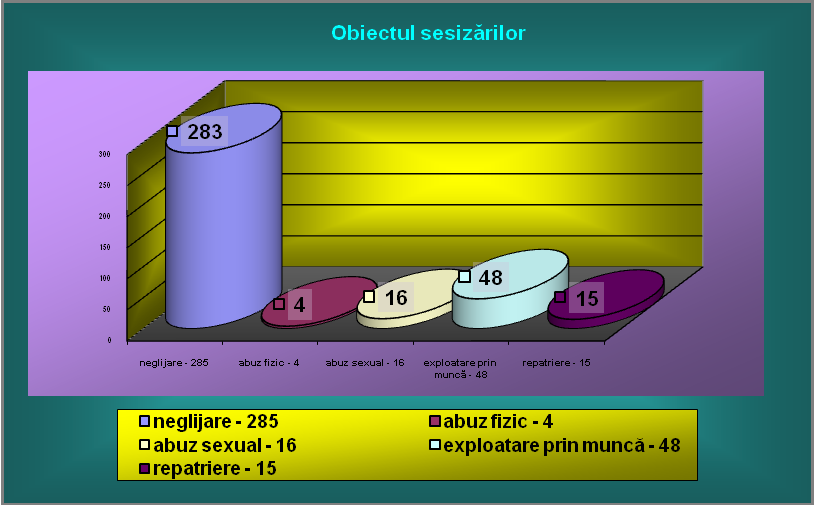 Obiectul sesizărilor
283
4
16
48
15
300
250
200
150
100
50
0
neglijare - 285
abuz fizic - 4
abuz sexual - 16
exploatare prin
muncă - 48
repatriere - 15
neglijare - 285
abuz fizic - 4
abuz sexual - 16
exploatare prin muncă - 48
repatriere - 15